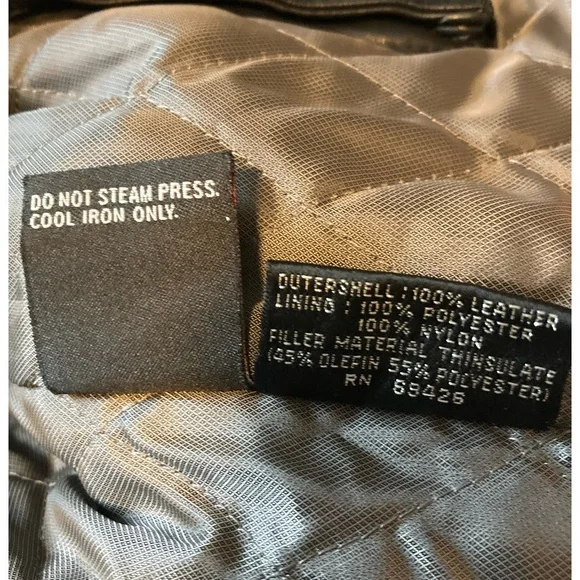 DO NOT STEAM PRESS.
COOL IRON ONLY.
OUTERSHELL : 100% LEATHER
LINING : 100% POLYESTER
100% NYLON
FILLER MATERIAL THINSULATE
(45% OLEFIN 55% POLYESTER)
RN 69426